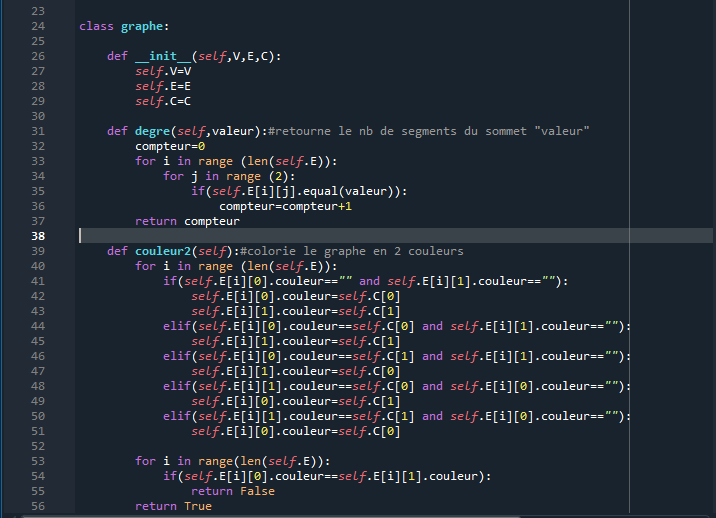 23
24 class graphe:
25
26     def __init__(self,V,E,C):
27         self.V=V
28         self.E=E
29         self.C=C
30
31     def degre(self,valeur):#retourne le nb de segments du sommet "valeur"
32         compteur=0
33         for i in range (len(self.E)):
34             for j in range (2):
35                 if(self.E[i][j].equal(valeur)):
36                     compteur=compteur+1
37         return compteur
38
39     def couleur2(self):#colorie le graphe en 2 couleurs
40         for i in range (len(self.E)):
41             if(self.E[i][0].couleur=="" and self.E[i][1].couleur==""):
42                 self.E[i][0].couleur=self.C[0]
43                 self.E[i][1].couleur=self.C[1]
44             elif(self.E[i][0].couleur==self.C[0] and self.E[i][1].couleur==""):
45                 self.E[i][1].couleur=self.C[1]
46             elif(self.E[i][0].couleur==self.C[1] and self.E[i][1].couleur==""):
47                 self.E[i][1].couleur=self.C[0]
48             elif(self.E[i][1].couleur==self.C[0] and self.E[i][0].couleur==""):
49                 self.E[i][0].couleur=self.C[1]
50             elif(self.E[i][1].couleur==self.C[1] and self.E[i][0].couleur==""):
51                 self.E[i][0].couleur=self.C[0]
52
53         for i in range(len(self.E)):
54             if(self.E[i][0].couleur==self.E[i][1].couleur):
55                 return False
56         return True